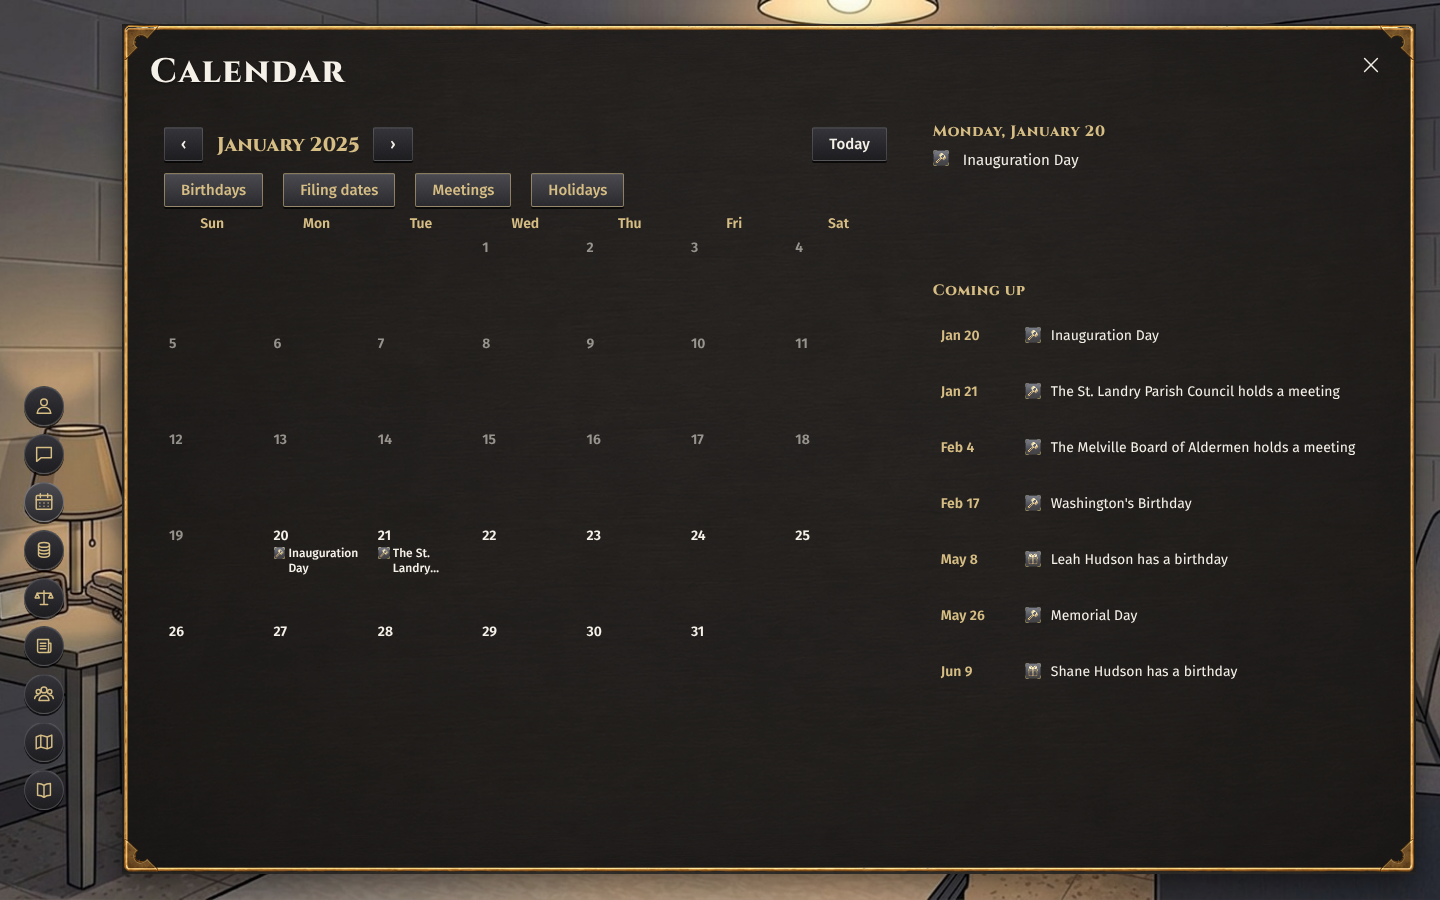 Calendar
‹ January 2025 › Today
Birthdays Filing dates Meetings Holidays
Sun Mon Tue Wed Thu Fri Sat
1 2 3 4
5 6 7 8 9 10 11
12 13 14 15 16 17 18
19 20 21 22 23 24 25
Inauguration The St.
Day Landry...
26 27 28 29 30 31
Monday, January 20
Inauguration Day
Coming up
Jan 20 Inauguration Day
Jan 21 The St. Landry Parish Council holds a meeting
Feb 4 The Melville Board of Aldermen holds a meeting
Feb 17 Washington's Birthday
May 8 Leah Hudson has a birthday
May 26 Memorial Day
Jun 9 Shane Hudson has a birthday